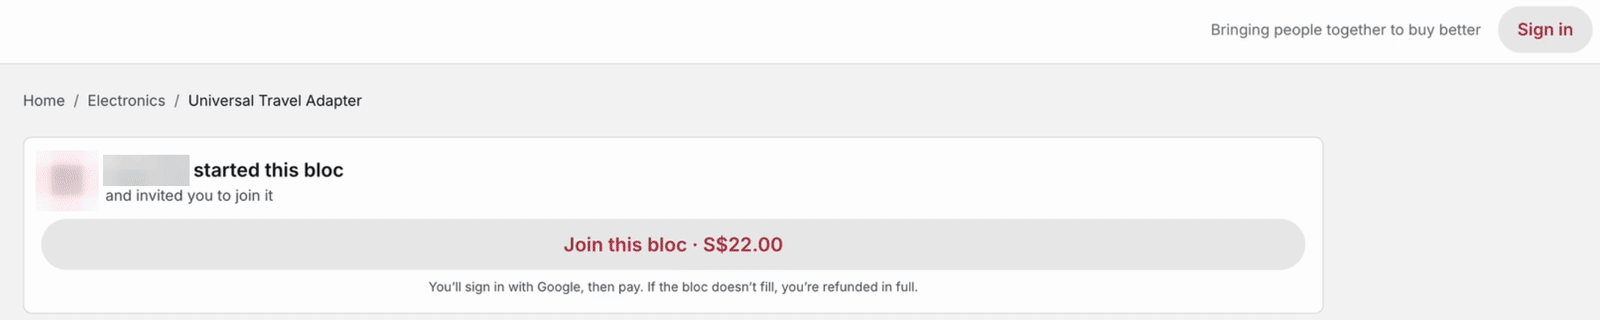 Bringing people together to buy better
Sign in
Home / Electronics / Universal Travel Adapter
started this bloc
and invited you to join it
Join this bloc · S$22.00
You’ll sign in with Google, then pay. If the bloc doesn’t fill, you’re refunded in full.